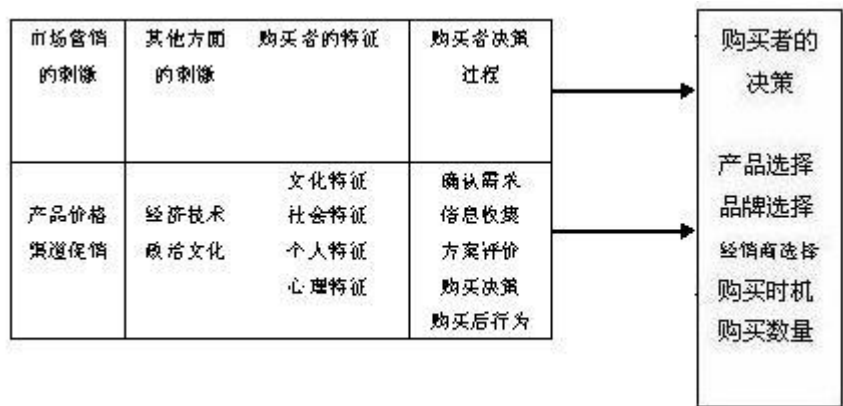 市场营销
的刺激
其他方面
的刺激
购买者的特征
购买者决策
过程
购买者的
决策
产品价格
渠道促销
经济技术
政治文化
文化特征
社会特征
个人特征
心理特征
确认需求
信息收集
方案评价
购买决策
购买后行为
产品选择
品牌选择
经销商选择
购买时机
购买数量